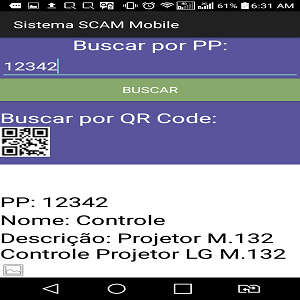 61% 6:31 AM
Sistema SCAM Mobile
Buscar por PP:
12342
BUSCAR
Buscar por QR Code:
PP: 12342
Nome: Controle
Descrição: Projetor M.132
Controle Projetor LG M.132